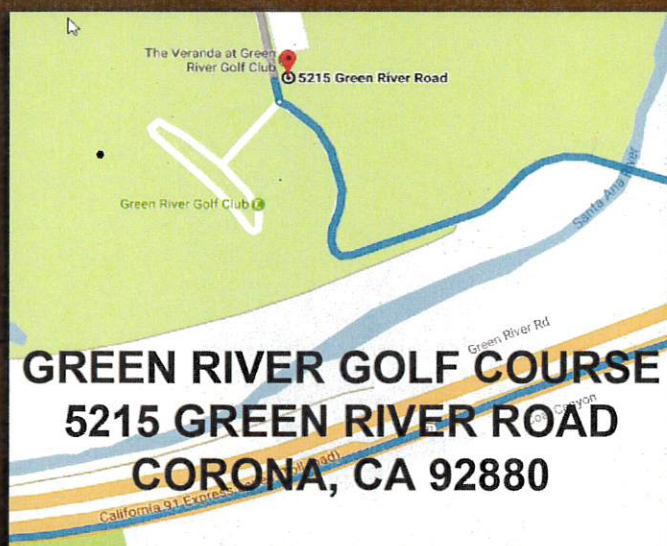 The Veranda at Green
River Golf Club
5215 Green River Road
Green River Golf Club
Santa Ana River
Green River Rd
GREEN RIVER GOLF COURSE
5215 GREEN RIVER ROAD
Canyon
CORONA, CA 92880
California 91 Express